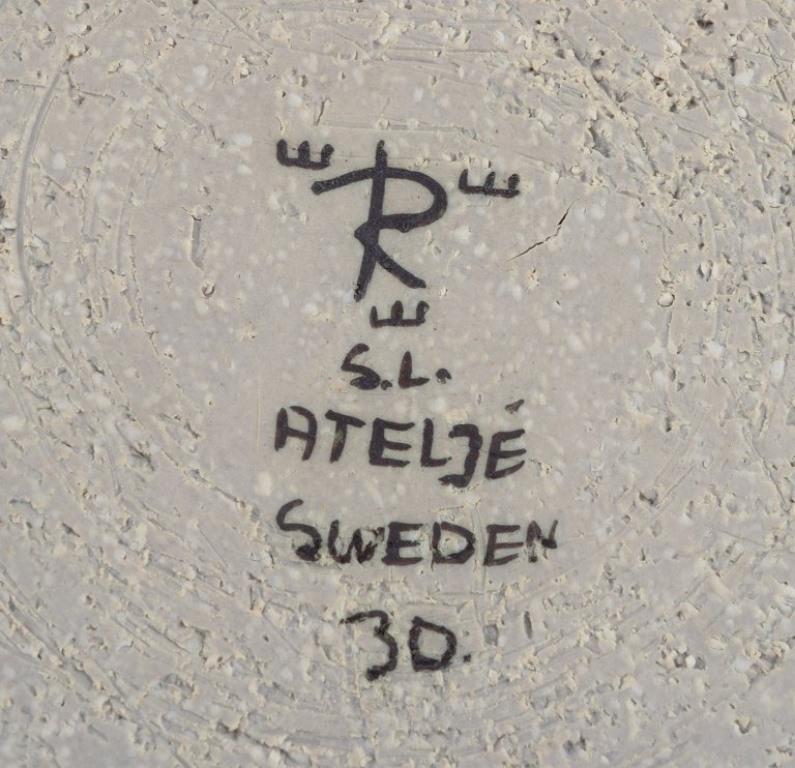 R
S.L.
ATELJÉ
SWEDEN
30.